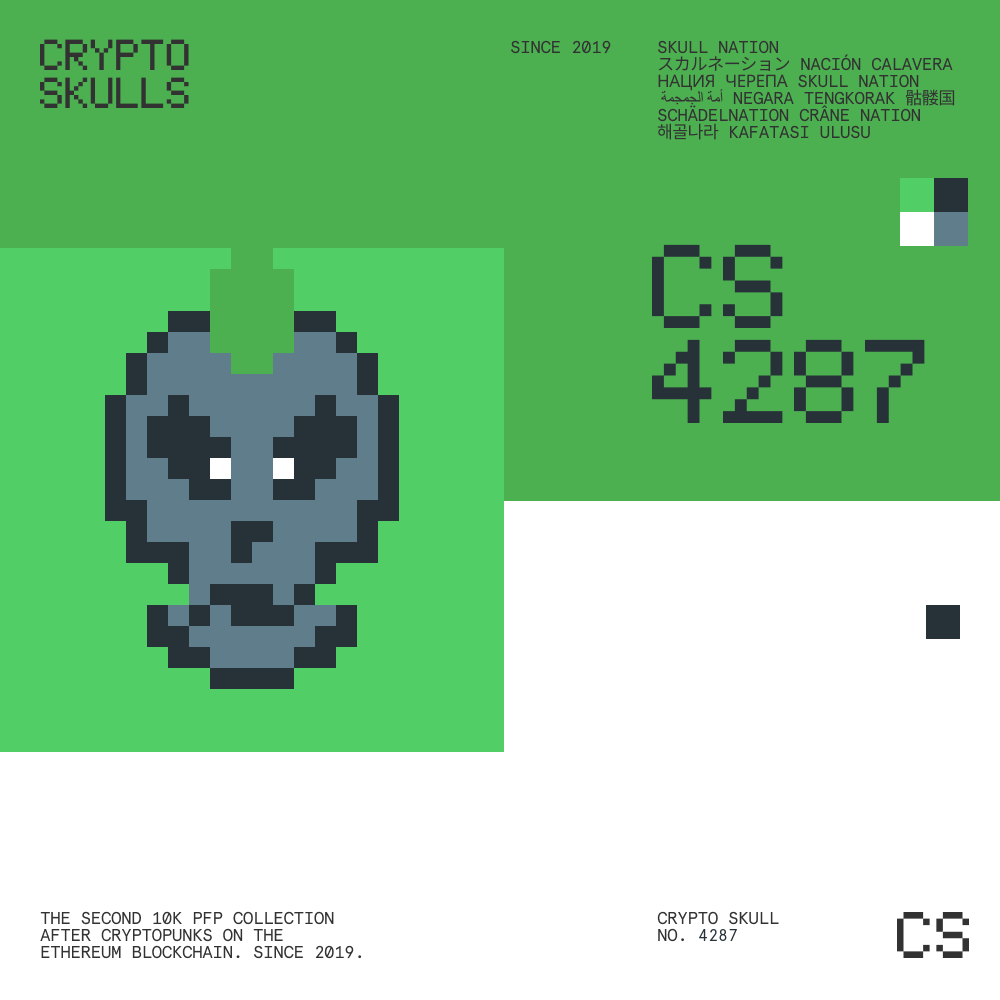 CRYPTO
SKULLS
SINCE 2019
SKULL NATION
スカルネーション NACIÓN CALAVERA
НАЦИЯ ЧЕРЕПА SKULL NATION
أمة الجمجمة NEGARA TENGKORAK 骷髅国
SCHÄDELNATION CRÂNE NATION
해골나라 KAFATASI ULUSU
CS
4287
THE SECOND 10K PFP COLLECTION
AFTER CRYPTOPUNKS ON THE
ETHEREUM BLOCKCHAIN. SINCE 2019.
CRYPTO SKULL
NO. 4287
CS